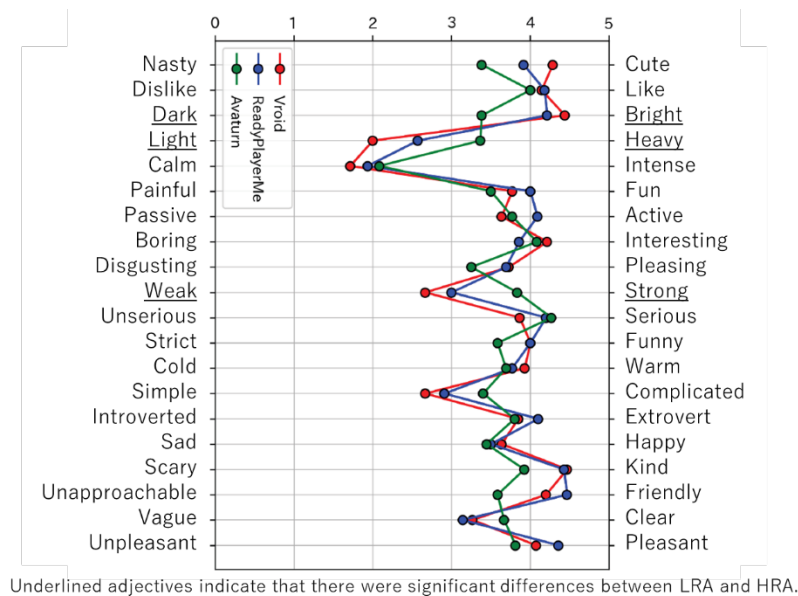 0 1 2 3 4 5
Nasty Cute
Dislike Like
Dark Bright
Light Heavy
Calm Intense
Painful Fun
Passive Active
Boring Interesting
Disgusting Pleasing
Weak Strong
Unserious Serious
Strict Funny
Cold Warm
Simple Complicated
Introverted Extrovert
Sad Happy
Scary Kind
Unapproachable Friendly
Vague Clear
Unpleasant Pleasant
Vroid
ReadyPlayerMe
Avaturn
Underlined adjectives indicate that there were significant differences between LRA and HRA.